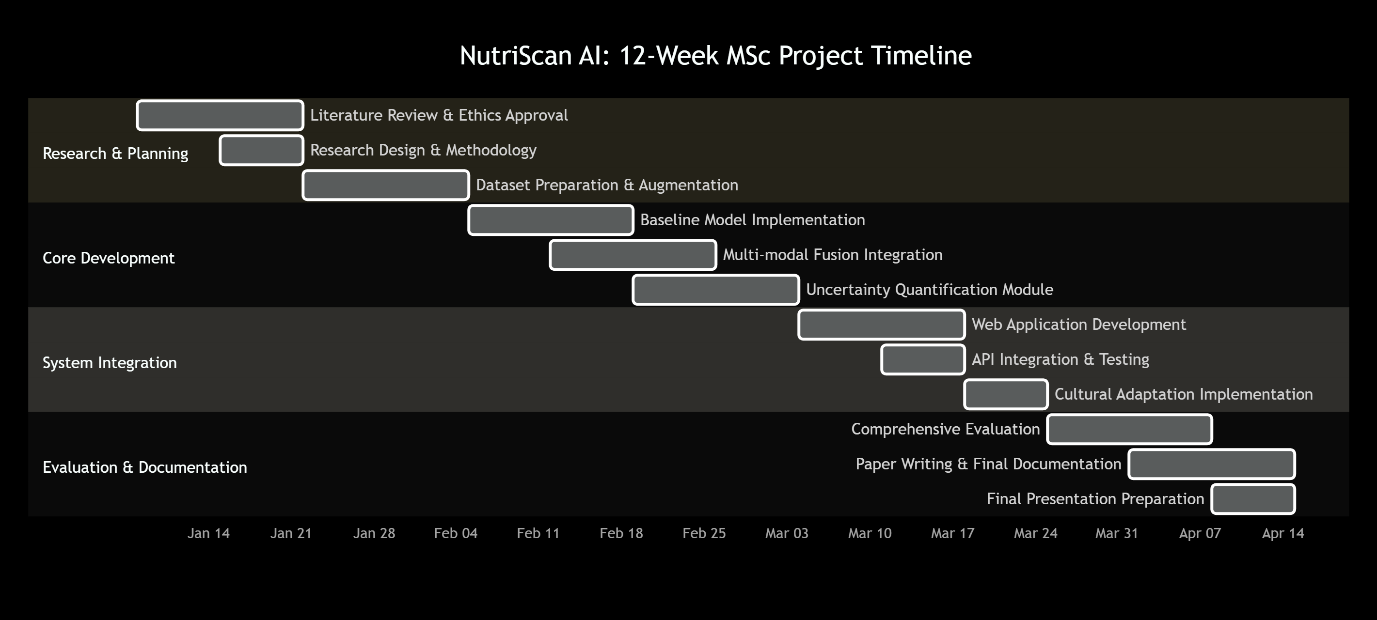 NutriScan AI: 12-Week MSc Project Timeline
Research & Planning
Literature Review & Ethics Approval
Research Design & Methodology
Dataset Preparation & Augmentation
Core Development
Baseline Model Implementation
Multi-modal Fusion Integration
Uncertainty Quantification Module
System Integration
Web Application Development
API Integration & Testing
Cultural Adaptation Implementation
Evaluation & Documentation
Comprehensive Evaluation
Paper Writing & Final Documentation
Final Presentation Preparation
Jan 14 Jan 21 Jan 28 Feb 04 Feb 11 Feb 18 Feb 25 Mar 03 Mar 10 Mar 17 Mar 24 Mar 31 Apr 07 Apr 14